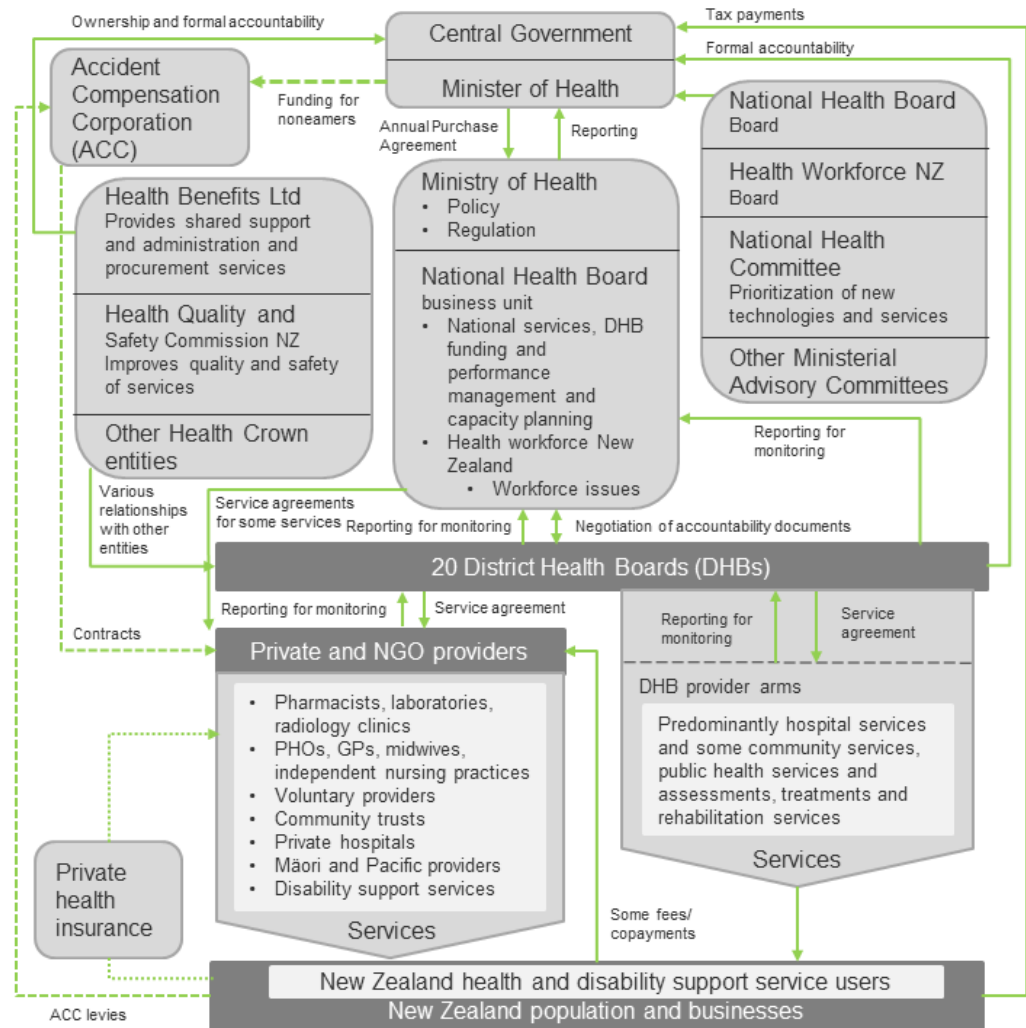 Ownership and formal accountability
Central Government
Minister of Health
Tax payments
Formal accountability
Accident
Compensation
Corporation
(ACC)
Funding for
noneamers
Annual Purchase
Agreement
Reporting
National Health Board
Board
Health Workforce NZ
Board
National Health
Committee
Prioritization of new
technologies and services
Other Ministerial
Advisory Committees
Health Benefits Ltd
Provides shared support
and administration and
procurement services
Health Quality and
Safety Commission NZ
Improves quality and safety
of services
Other Health Crown
entities
Ministry of Health
• Policy
• Regulation
National Health Board
business unit
• National services, DHB
funding and
performance
management and
capacity planning
• Health workforce New
Zealand
• Workforce issues
Reporting for
monitoring
Various
relationships
with other
entities
Service agreements
for some services
Reporting for monitoring
Negotiation of accountability documents
20 District Health Boards (DHBs)
Reporting for monitoring
Service agreement
Reporting for
monitoring
Service
agreement
Contracts
Private and NGO providers
• Pharmacists, laboratories,
radiology clinics
• PHOs, GPs, midwives,
independent nursing practices
• Voluntary providers
• Community trusts
• Private hospitals
• Mäori and Pacific providers
• Disability support services
Services
DHB provider arms
Predominantly hospital services
and some community services,
public health services and
assessments, treatments and
rehabilitation services
Services
Private
health
insurance
Some fees/
copayments
New Zealand health and disability support service users
New Zealand population and businesses
ACC levies